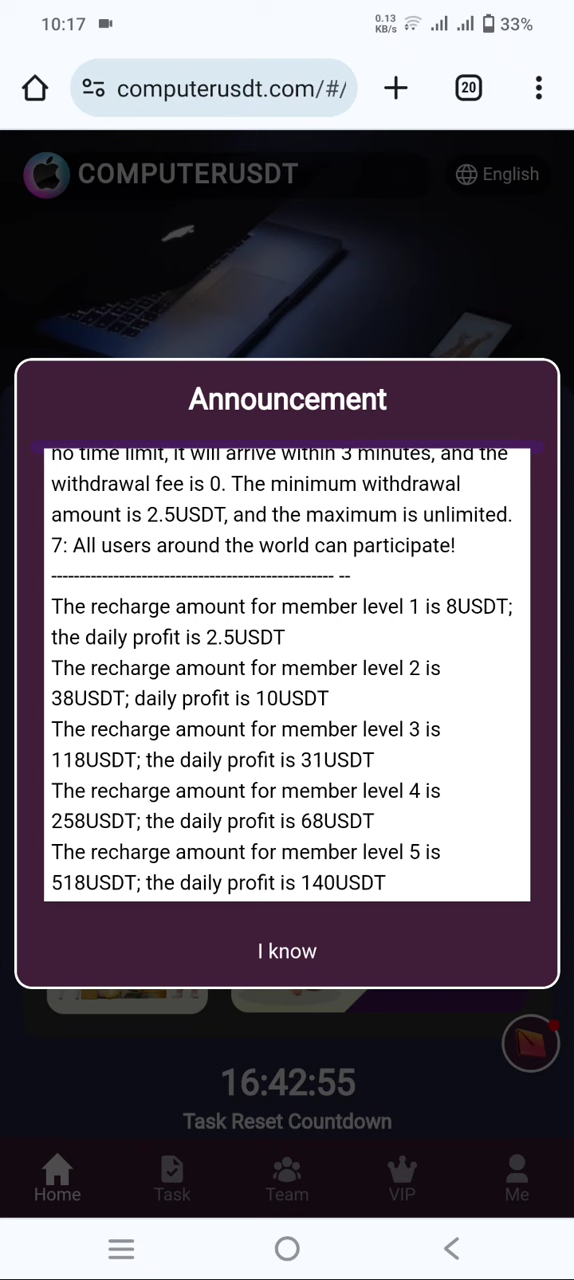 10:17
0.13
KB/s
33%
computerusdt.com/#/
20
COMPUTERUSDT
English
Announcement
no time limit, it will arrive within 3 minutes, and the
withdrawal fee is 0. The minimum withdrawal
amount is 2.5USDT, and the maximum is unlimited.
7: All users around the world can participate!
------------------------------------------------- --
The recharge amount for member level 1 is 8USDT;
the daily profit is 2.5USDT
The recharge amount for member level 2 is
38USDT; daily profit is 10USDT
The recharge amount for member level 3 is
118USDT; the daily profit is 31USDT
The recharge amount for member level 4 is
258USDT; the daily profit is 68USDT
The recharge amount for member level 5 is
518USDT; the daily profit is 140USDT
I know
16:42:55
Task Reset Countdown
Home
Task
Team
VIP
Me